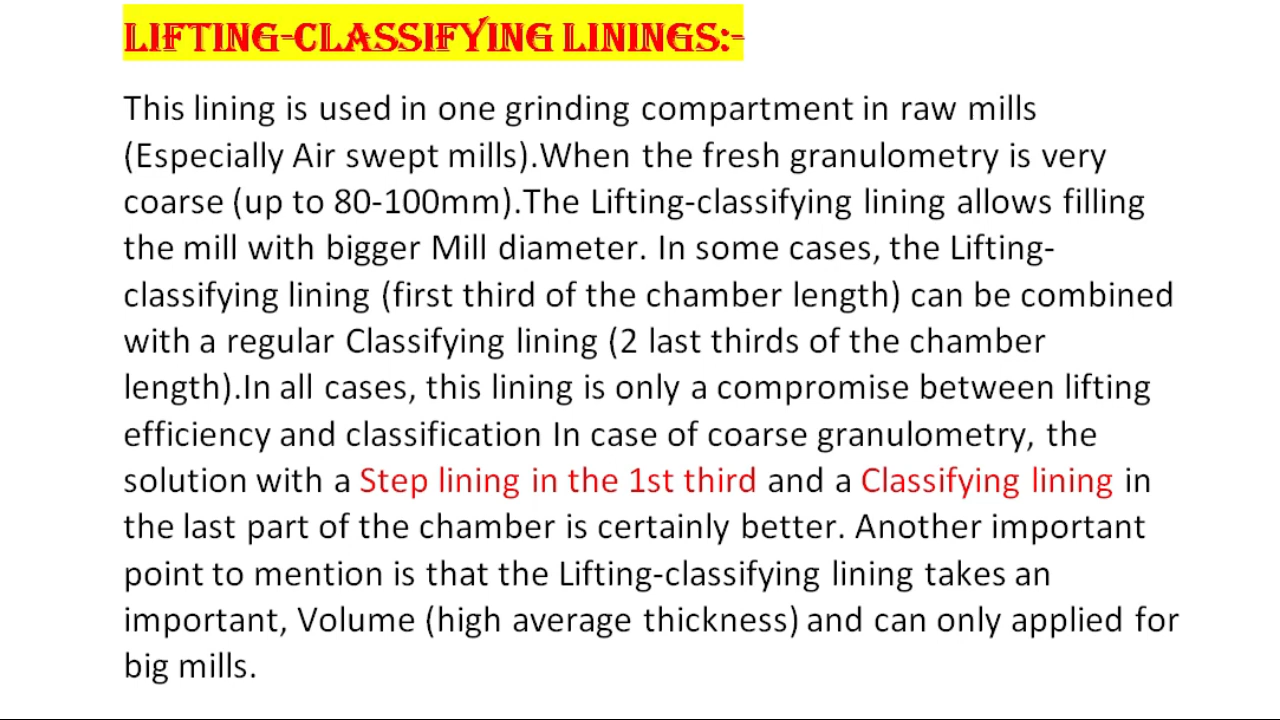 LIFTING-CLASSIFYING LININGS:-
This lining is used in one grinding compartment in raw mills
(Especially Air swept mills).When the fresh granulometry is very
coarse (up to 80-100mm).The Lifting-classifying lining allows filling
the mill with bigger Mill diameter. In some cases, the Lifting-
classifying lining (first third of the chamber length) can be combined
with a regular Classifying lining (2 last thirds of the chamber
length).In all cases, this lining is only a compromise between lifting
efficiency and classification In case of coarse granulometry, the
solution with a Step lining in the 1st third and a Classifying lining in
the last part of the chamber is certainly better. Another important
point to mention is that the Lifting-classifying lining takes an
important, Volume (high average thickness) and can only applied for
big mills.